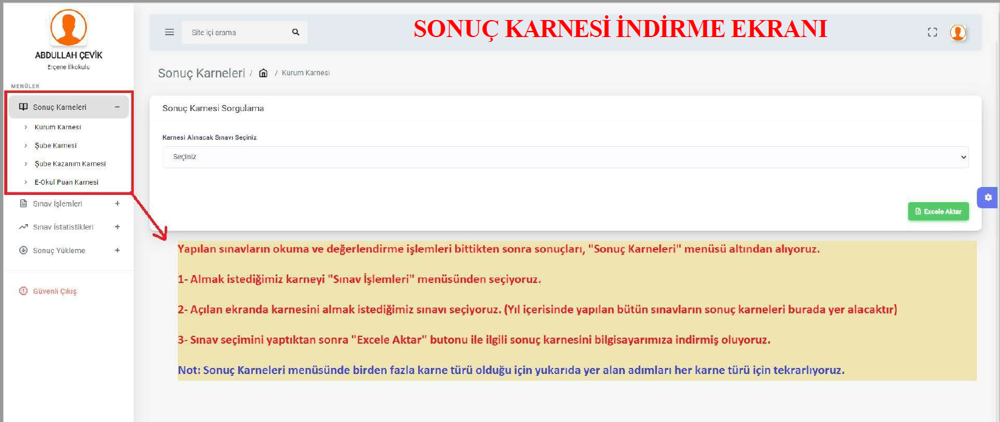 SONUÇ KARNESİ İNDİRME EKRANI
Site içi arama
ABDULLAH ÇEVİK
Erçene İlkokulu
MENÜLER
Sonuç Karneleri
Kurum Karnesi
Şube Karnesi
Şube Kazanım Karnesi
E-Okul Puan Karnesi
Sınav İşlemleri
Sınav İstatistikleri
Sonuç Yükleme
Güvenli Çıkış
Sonuç Karneleri / / Kurum Karnesi
Sonuç Karnesi Sorgulama
Karnesi Alınacak Sınavı Seçiniz
Seçiniz
Excele Aktar
Yapılan sınavların okuma ve değerlendirme işlemleri bittikten sonra sonuçları, "Sonuç Karneleri" menüsü altından alıyoruz.
1- Almak istediğimiz karneyi "Sınav İşlemleri" menüsünden seçiyoruz.
2- Açılan ekranda karnesini almak istediğimiz sınavı seçiyoruz. (Yıl içerisinde yapılan bütün sınavların sonuç karneleri burada yer alacaktır)
3- Sınav seçimini yaptıktan sonra "Excele Aktar" butonu ile ilgili sonuç karnesini bilgisayarımıza indirmiş oluyoruz.
Not: Sonuç Karneleri menüsünde birden fazla karne türü olduğu için yukarıda yer alan adımları her karne türü için tekrarlıyoruz.